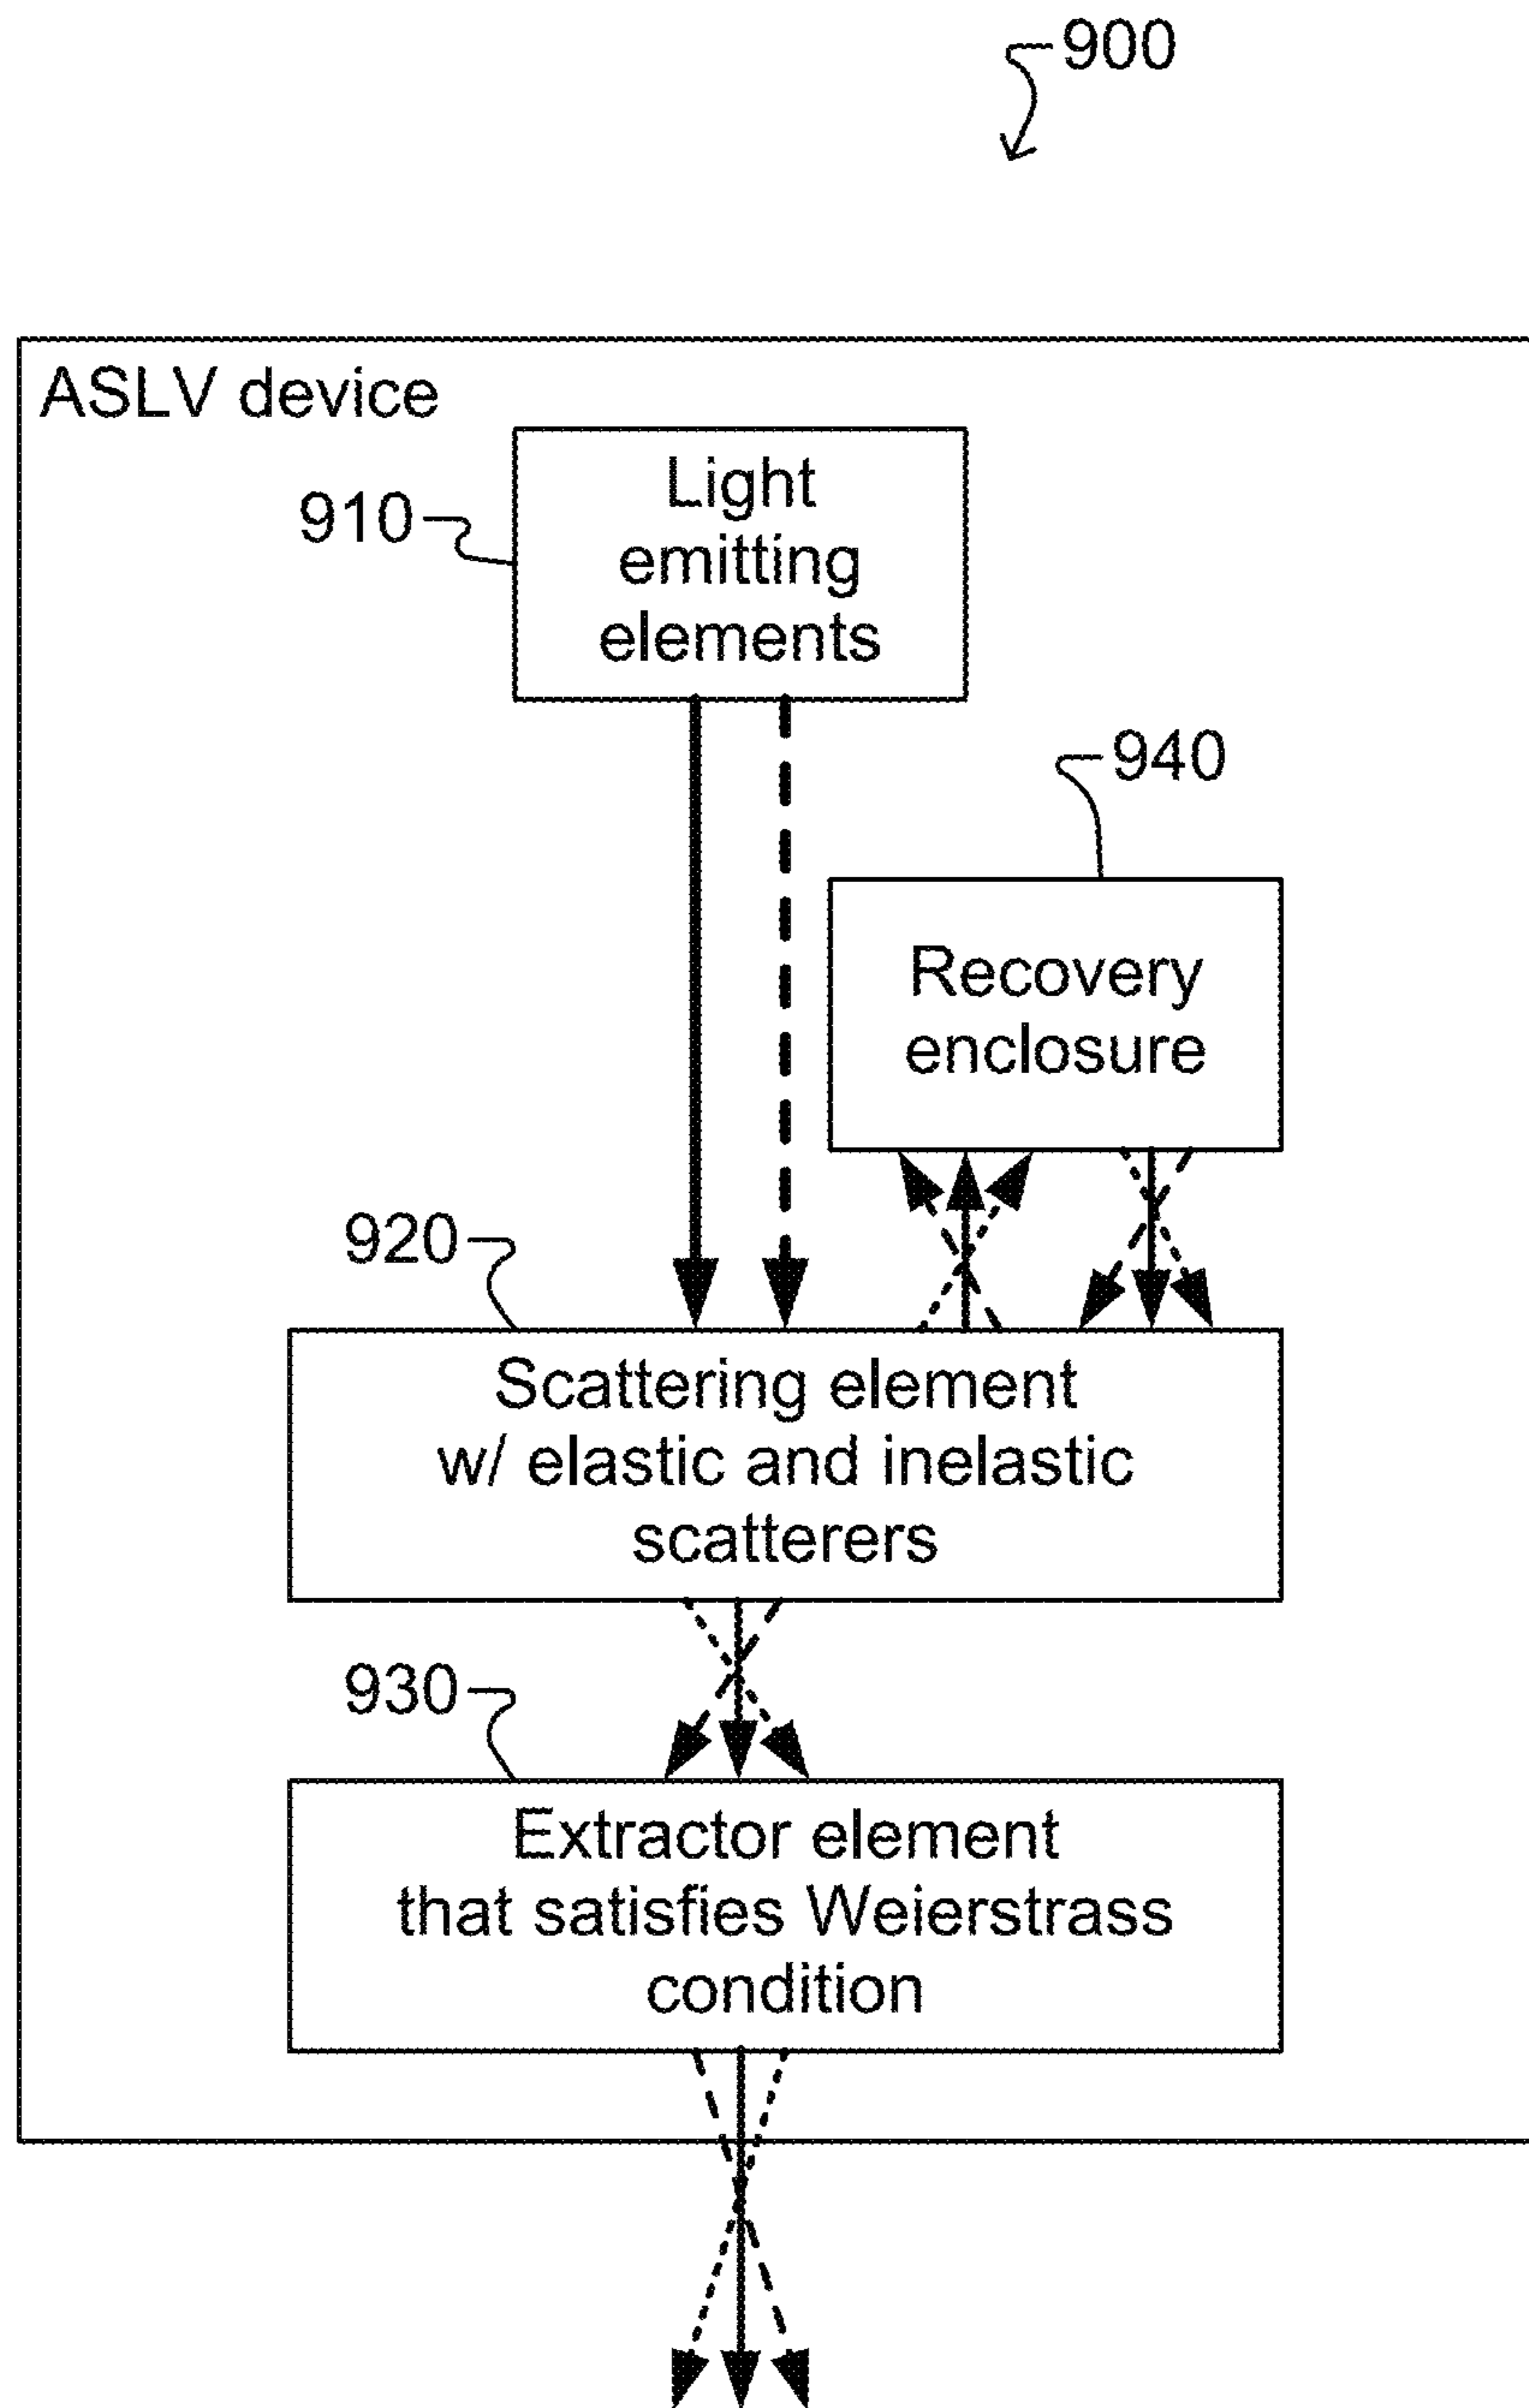 900
ASLV device
Light
emitting
elements
910
940
Recovery
enclosure
920
Scattering element
w/ elastic and inelastic
scatterers
930
Extractor element
that satisfies Weierstrass
condition